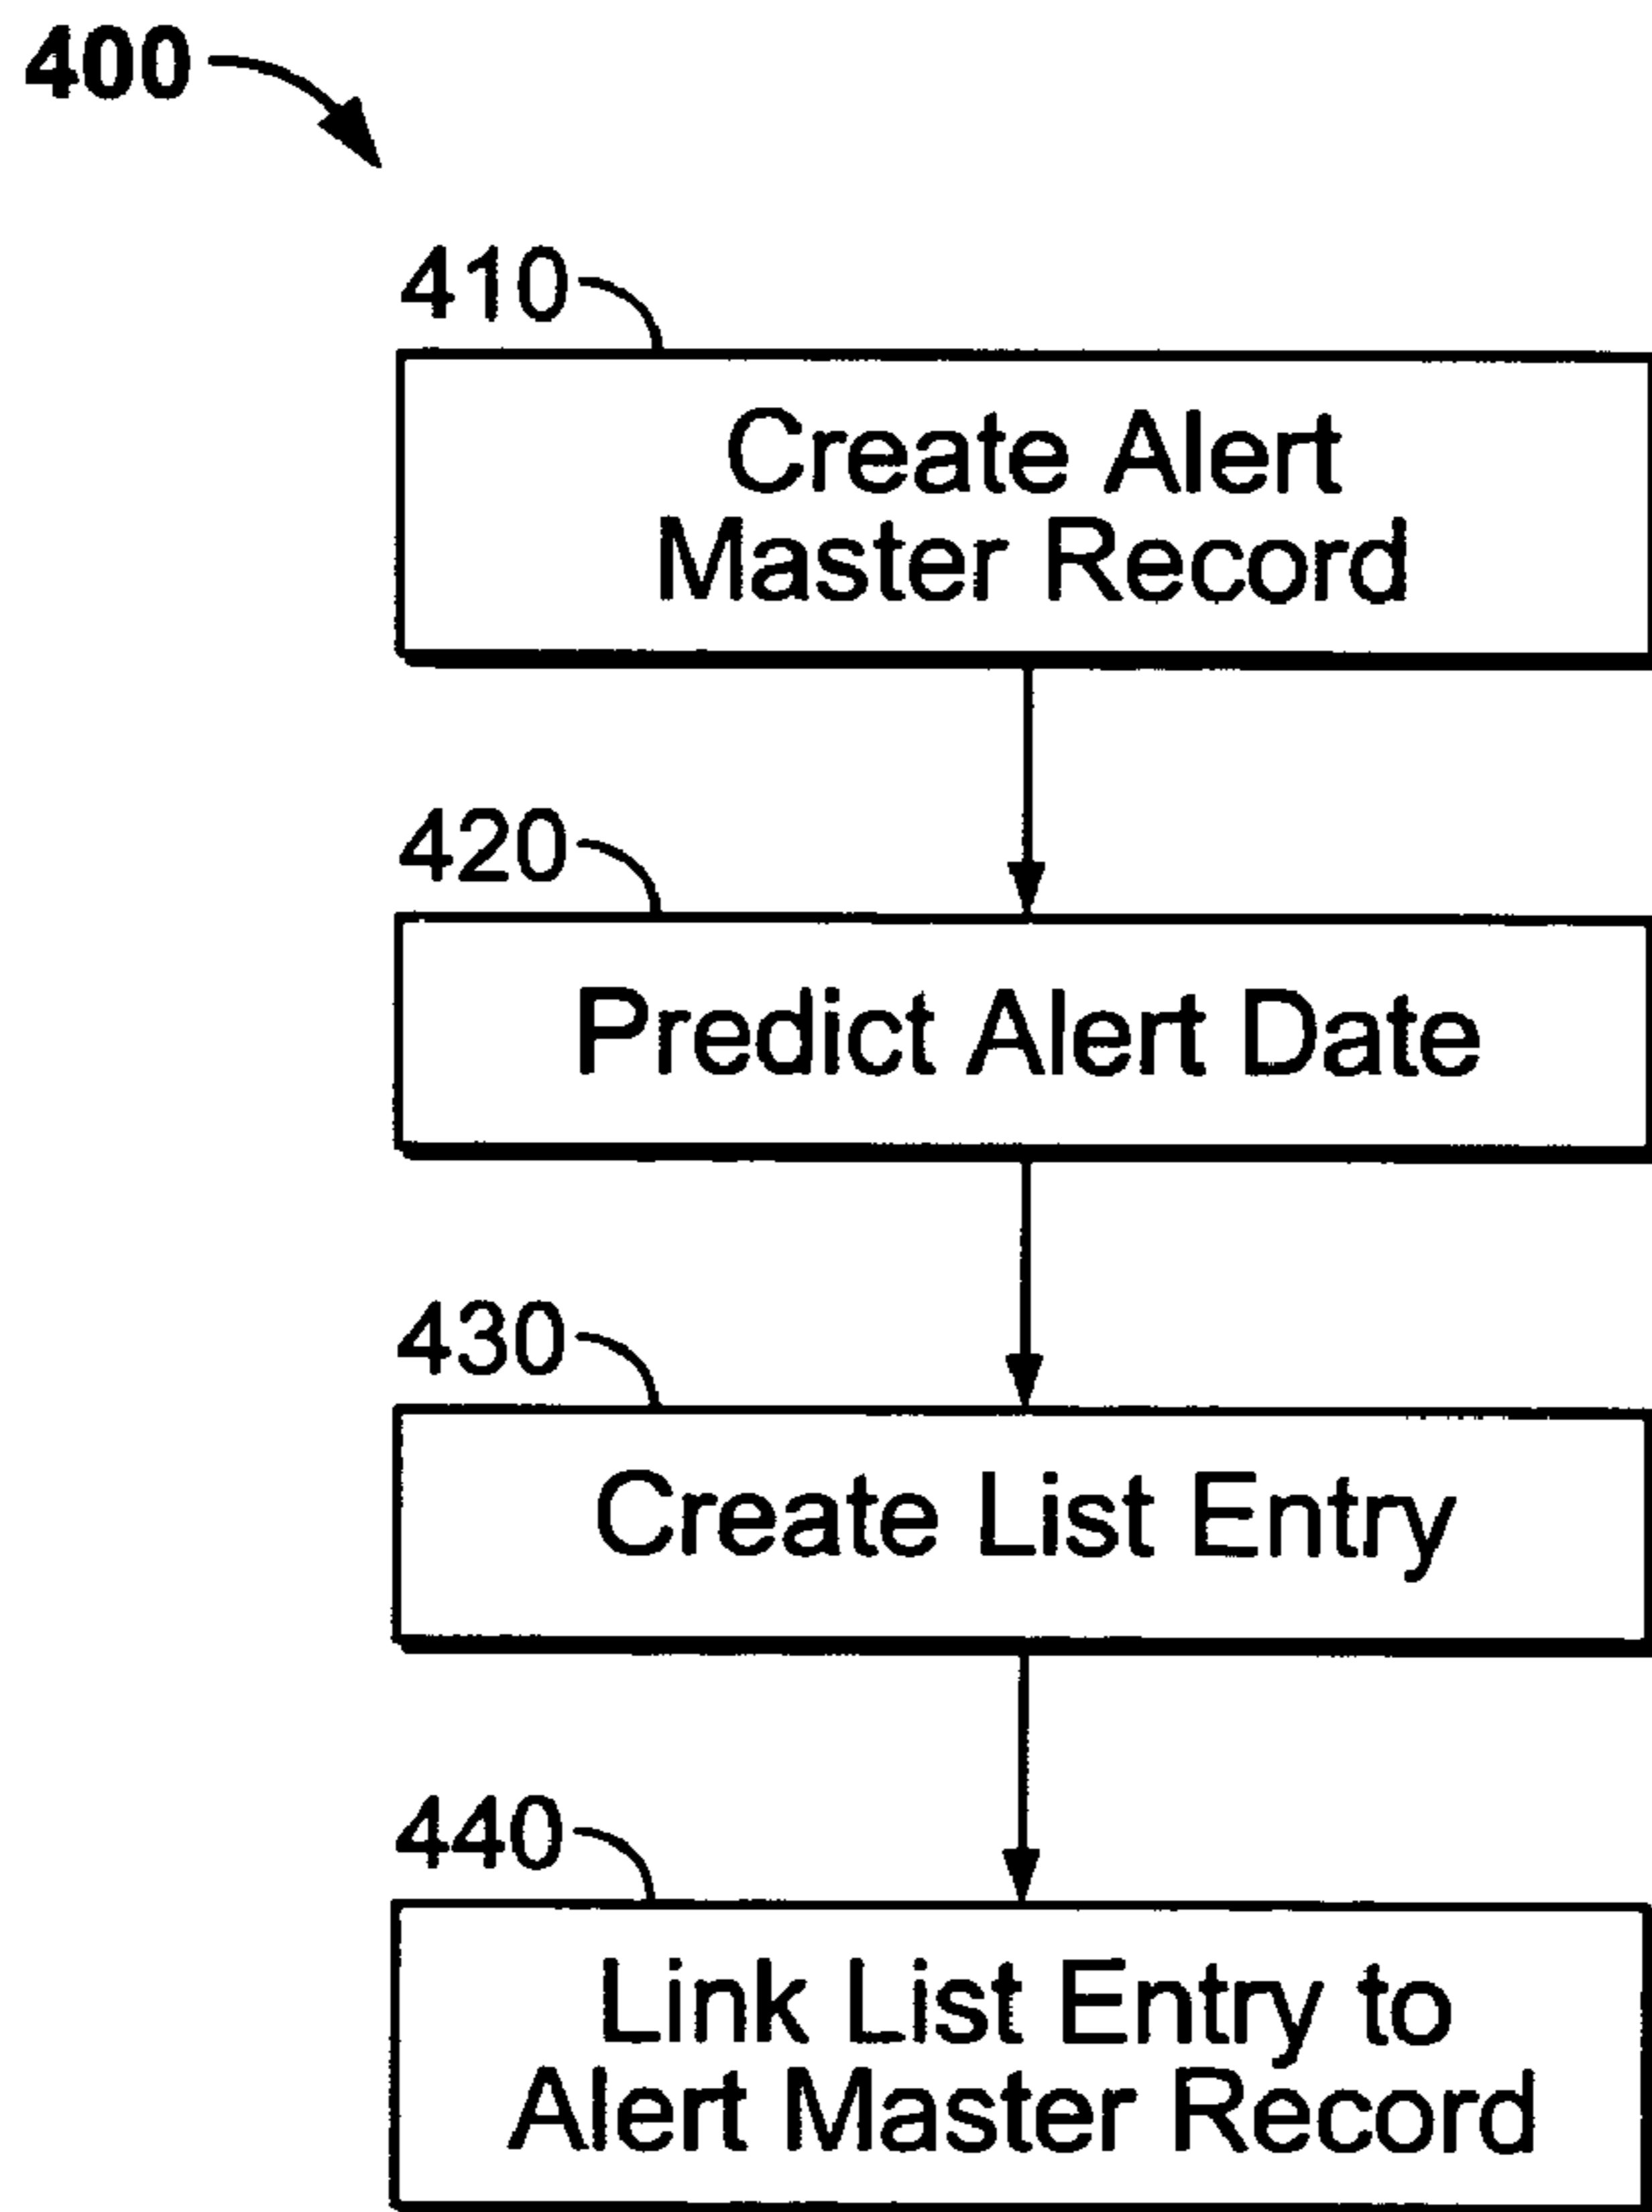 400
410
Create Alert
Master Record
420
Predict Alert Date
430
Create List Entry
440
Link List Entry to
Alert Master Record